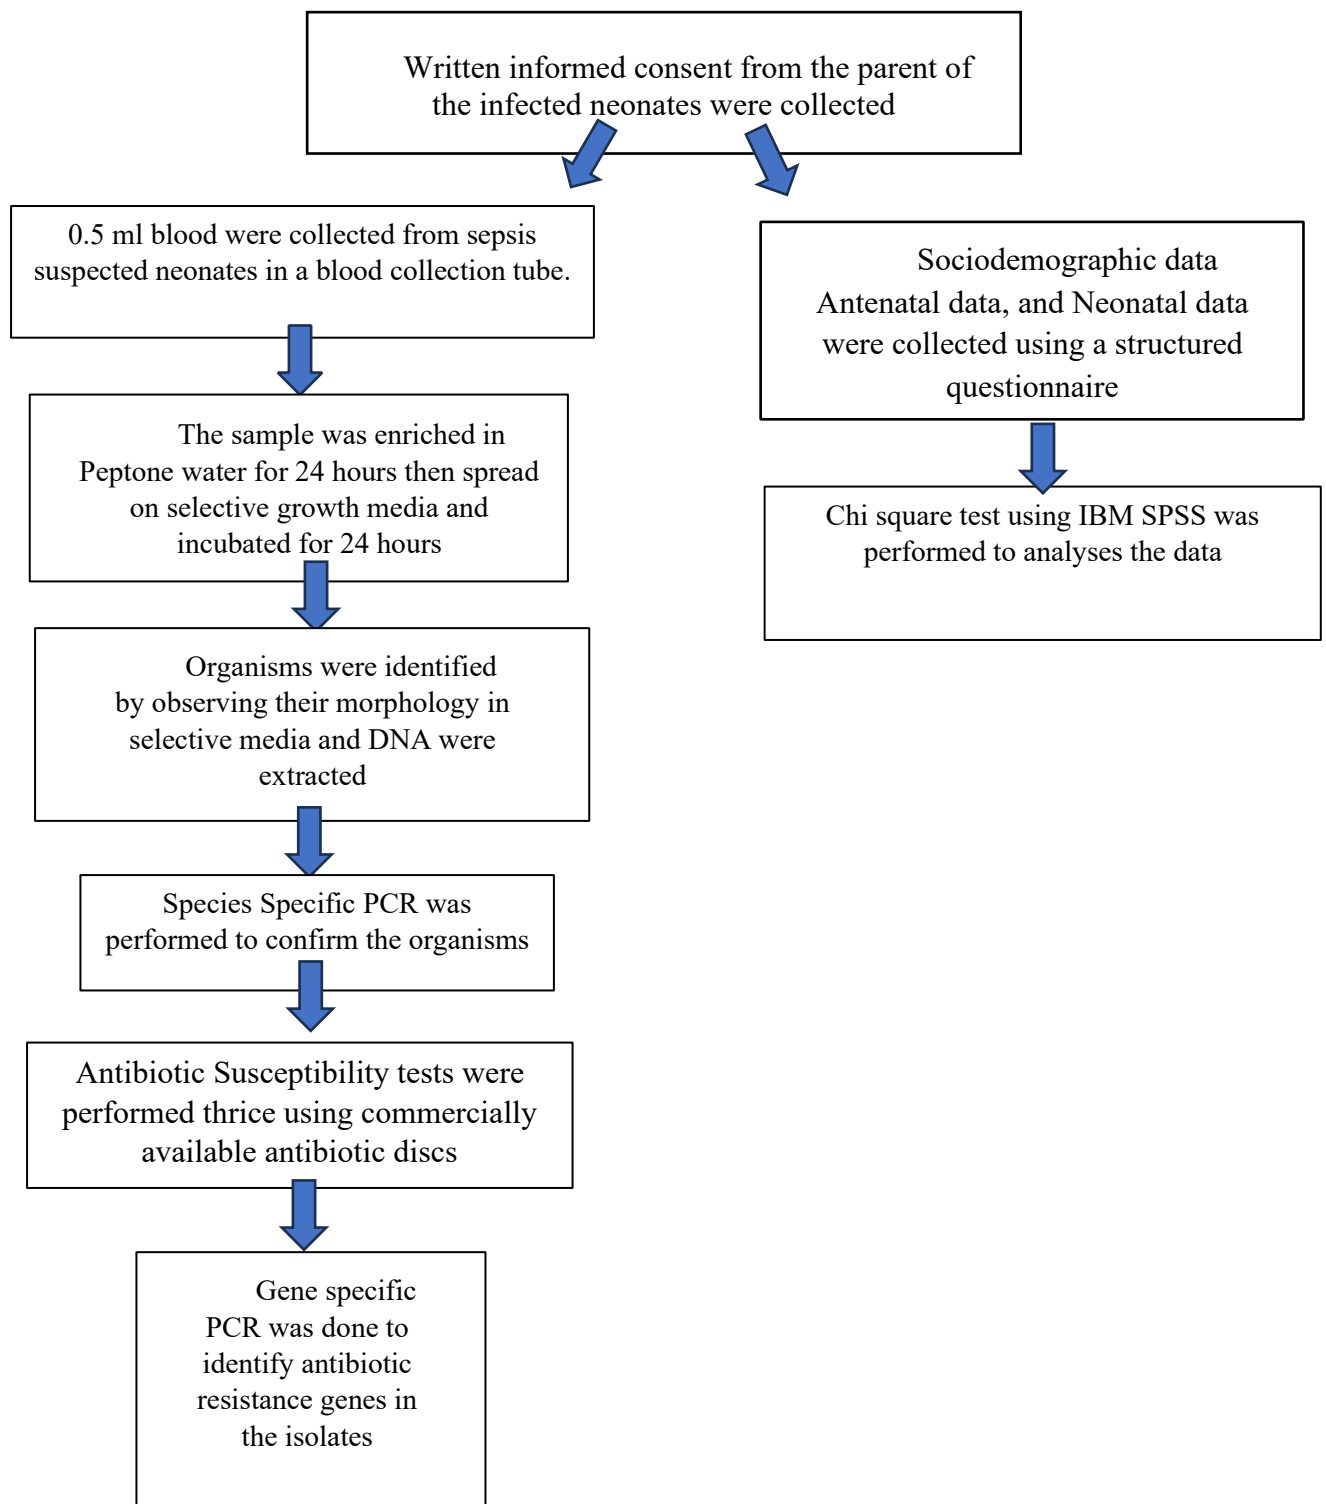 Written informed consent from the parent of
the infected neonates were collected
0.5 ml blood were collected from sepsis
suspected neonates in a blood collection tube.
The sample was enriched in
Peptone water for 24 hours then spread
on selective growth media and
incubated for 24 hours
Organisms were identified
by observing their morphology in
selective media and DNA were
extracted
Species Specific PCR was
performed to confirm the organisms
Antibiotic Susceptibility tests were
performed thrice using commercially
available antibiotic discs
Gene specific
PCR was done to
identify antibiotic
resistance genes in
the isolates
Sociodemographic data
Antenatal data, and Neonatal data
were collected using a structured
questionnaire
Chi square test using IBM SPSS was
performed to analyses the data